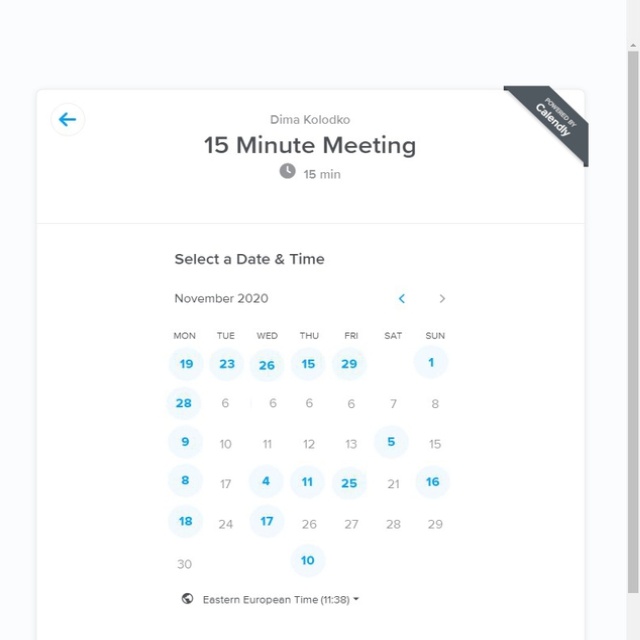 POWERED BY
Calendly
Dima Kolodko
15 Minute Meeting
15 min
Select a Date & Time
November 2020
MON TUE WED THU FRI SAT SUN
19 23 26 15 29 1
28 6 6 6 6 7 8
9 10 11 12 13 5 15
8 17 4 11 25 21 16
18 24 17 26 27 28 29
30 10
Eastern European Time (11:38)